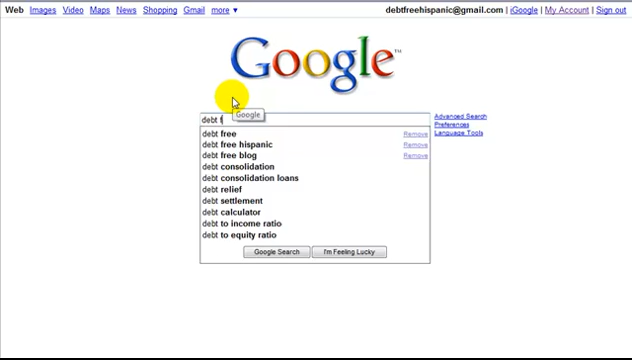 Web Images Video Maps News Shopping Gmail more ▼ debtfreehispanic@gmail.com | iGoogle | My Account | Sign out
Google™
Google
debt f
Advanced Search
Preferences
Language Tools
debt free Remove
debt free hispanic Remove
debt free blog Remove
debt consolidation
debt consolidation loans
debt relief
debt settlement
debt calculator
debt to income ratio
debt to equity ratio
Google Search I'm Feeling Lucky